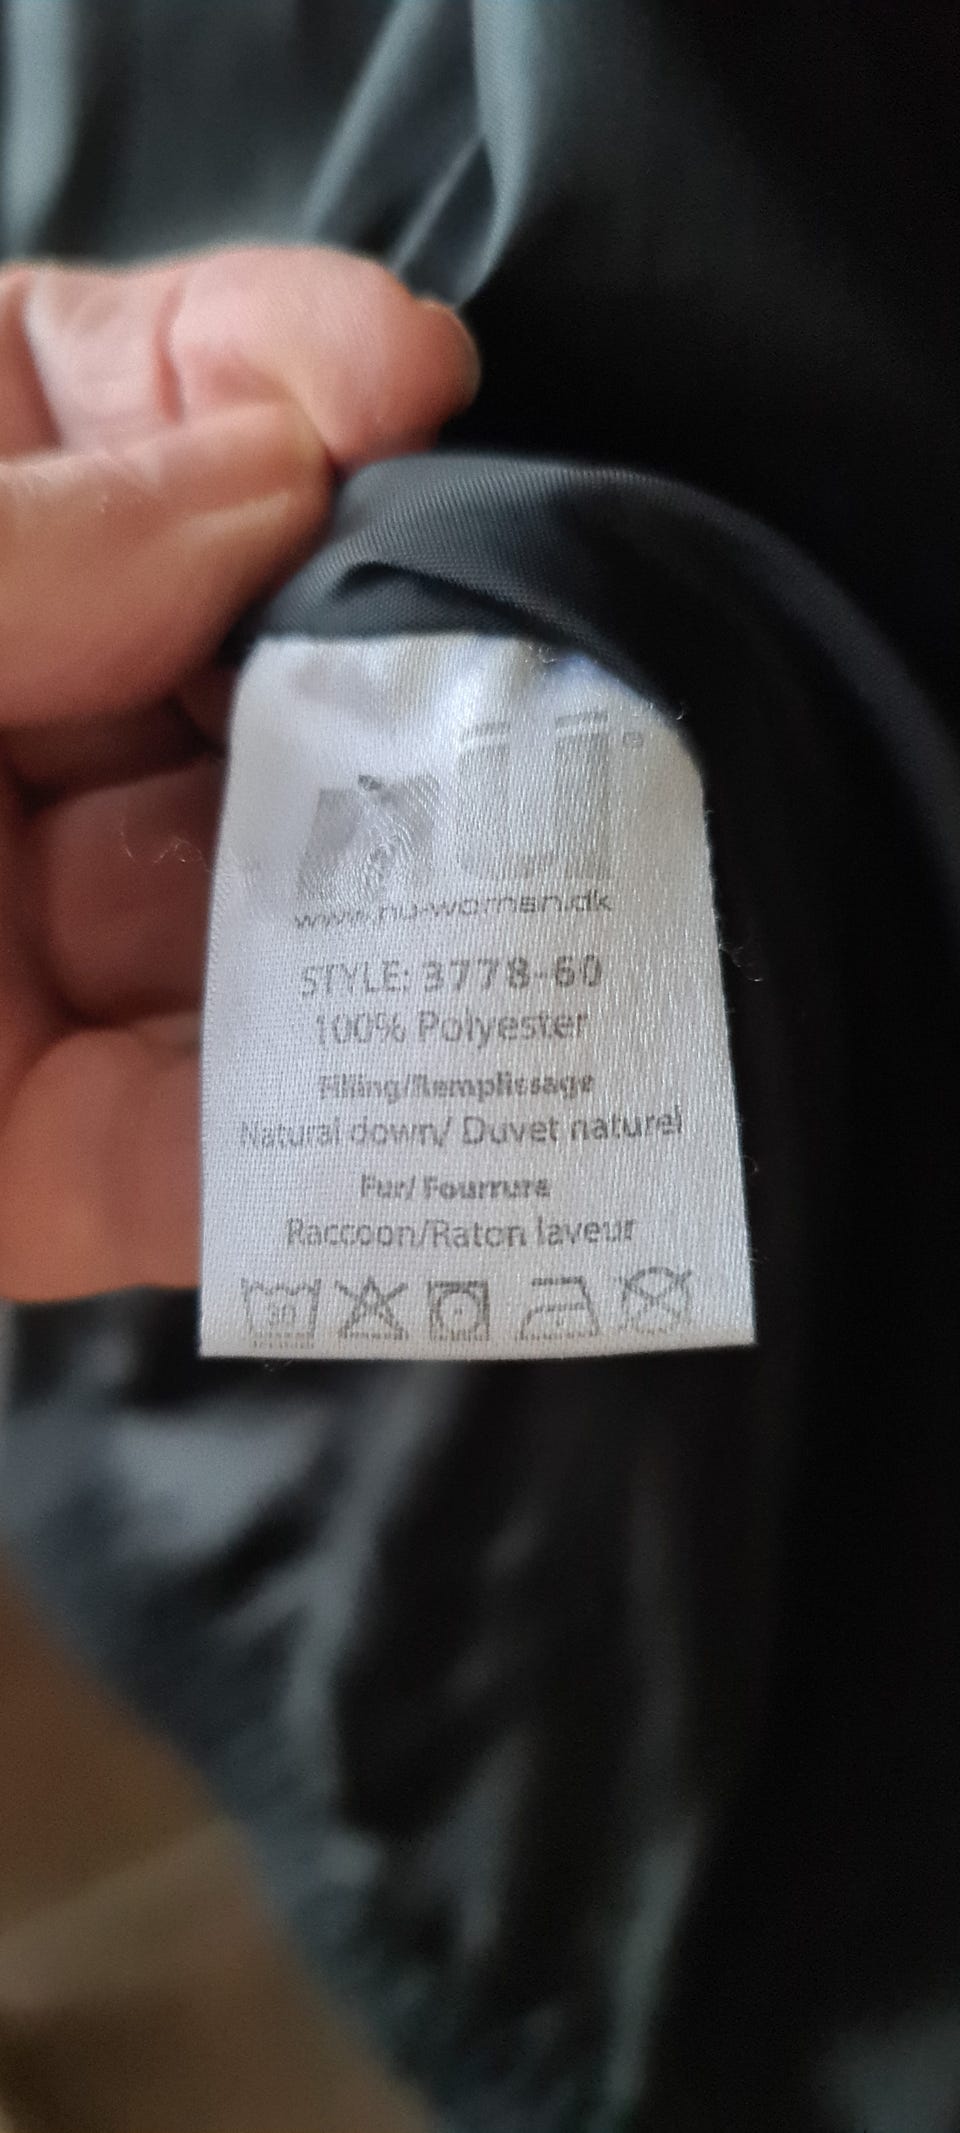 NÜ
www.nu-woman.dk
STYLE: 3778-60
100% Polyester
Filling/Remplissage
Natural down/ Duvet naturel
Fur/ Fourrure
Raccoon/Raton laveur
30